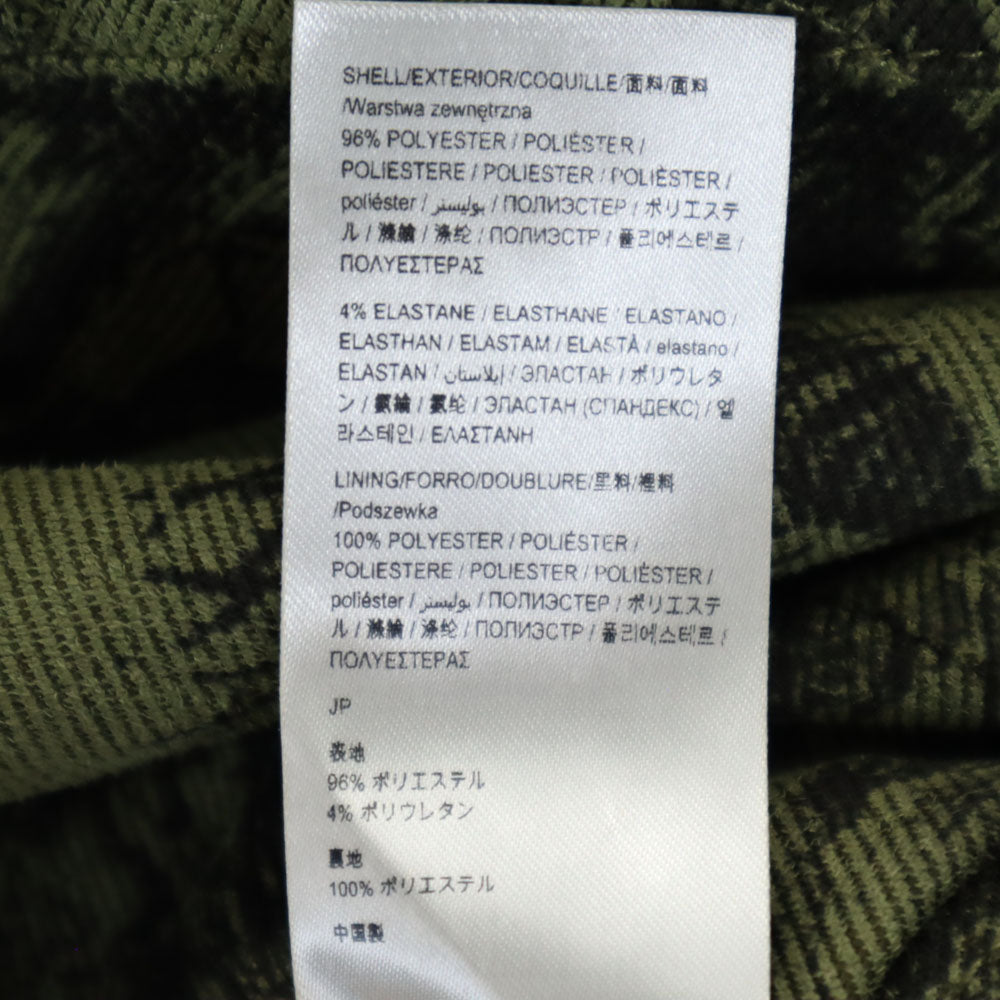 SHELL/EXTERIOR/COQUILLE/面料/面料
/Warstwa zewnętrzna
96% POLYESTER / POLIÉSTER /
POLIESTERE / POLIESTER / POLIÈSTER /
poliéster / بوليستر / ПОЛИЭСТЕР / ポリエステ
ル / 滌綸 / 涤纶 / ПОЛИЭСТР / 폴리에스테르 /
ΠΟΛΥΕΣΤΕΡΑΣ
4% ELASTANE / ELASTHANE / ELASTANO /
ELASTHAN / ELASTAM / ELASTÀ / elastano /
ELASTAN / إيلاستان / ЭЛАСТАН / ポリウレタ
ン / 氨綸 / 氨纶 / ЭЛАСТАН (СПАНДЕКС) / 엘
라스테인 / ΕΛΑΣΤΑΝΗ
LINING/FORRO/DOUBLURE/里料/裡料
/Podszewka
100% POLYESTER / POLIÉSTER /
POLIESTERE / POLIESTER / POLIÈSTER /
poliéster / بوليستر / ПОЛИЭСТЕР / ポリエステ
ル / 滌綸 / 涤纶 / ПОЛИЭСТР / 폴리에스테르 /
ΠΟΛΥΕΣΤΕΡΑΣ
JP
表地
96% ポリエステル
4% ポリウレタン
裏地
100% ポリエステル
中国製